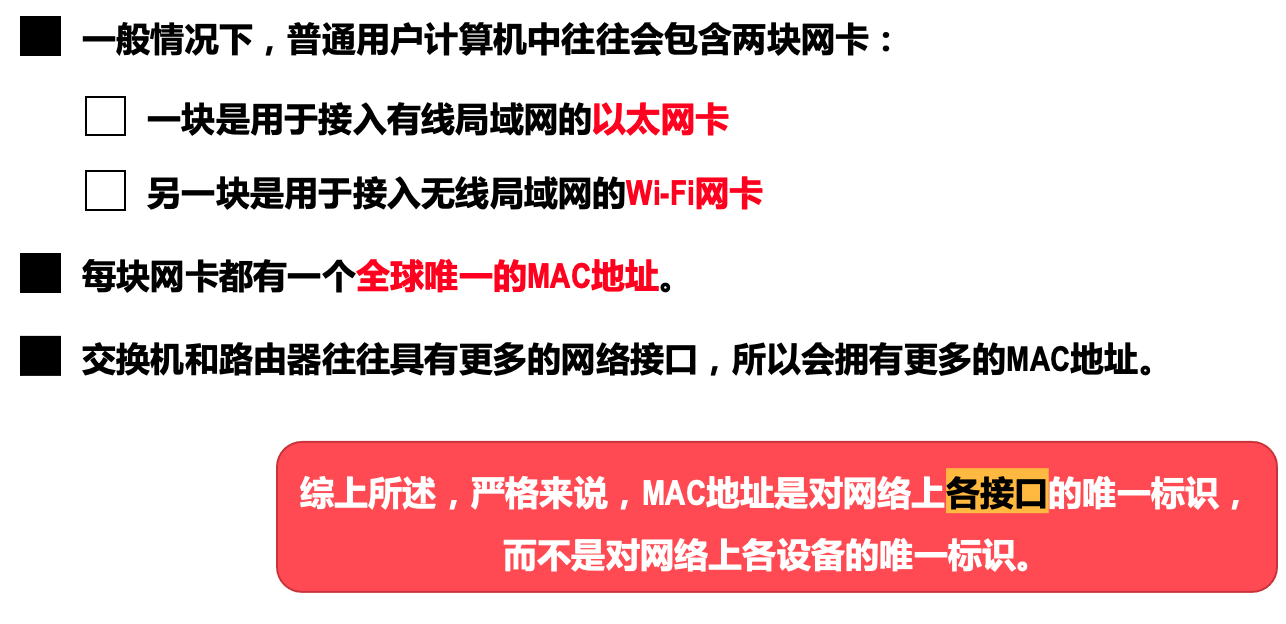 一般情况下，普通用户计算机中往往会包含两块网卡：
一块是用于接入有线局域网的以太网卡
另一块是用于接入无线局域网的Wi-Fi网卡
每块网卡都有一个全球唯一的MAC地址。
交换机和路由器往往具有更多的网络接口，所以会拥有更多的MAC地址。
综上所述，严格来说，MAC地址是对网络上各接口的唯一标识，
而不是对网络上各设备的唯一标识。